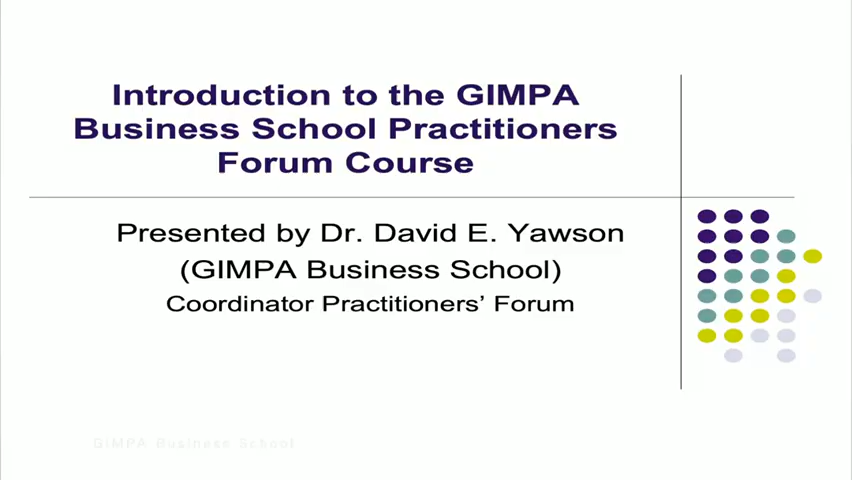 Introduction to the GIMPA
Business School Practitioners
Forum Course
Presented by Dr. David E. Yawson
(GIMPA Business School)
Coordinator Practitioners’ Forum
GIMPA Business School